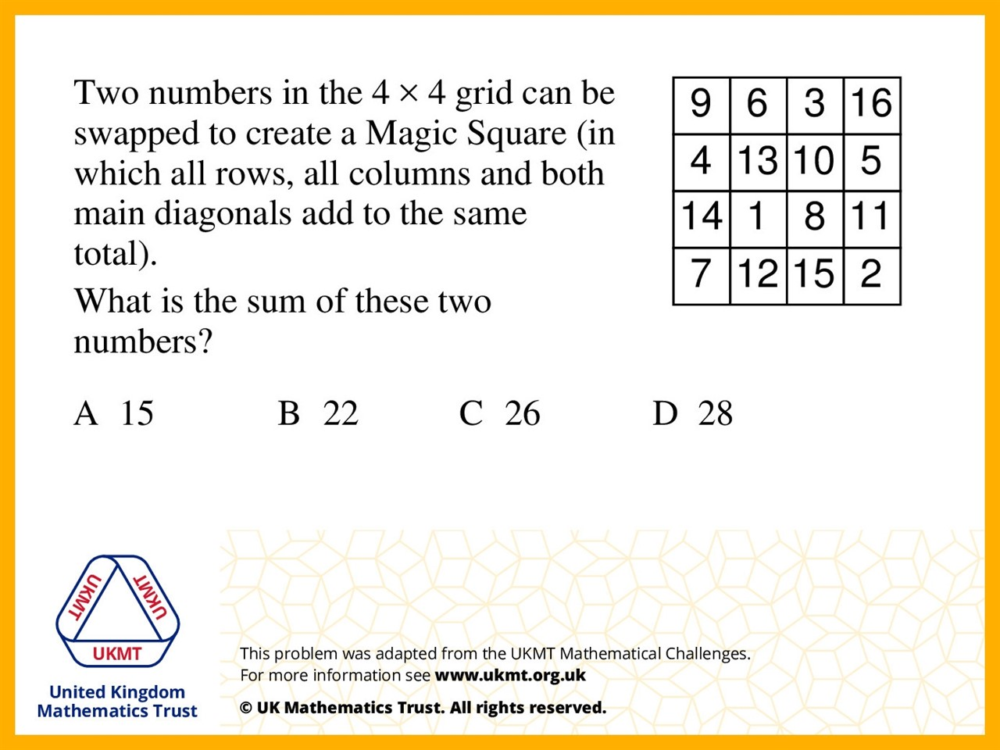 Two numbers in the 4 × 4 grid can be
swapped to create a Magic Square (in
which all rows, all columns and both
main diagonals add to the same
total).
What is the sum of these two
numbers?
9 6 3 16
4 13 10 5
14 1 8 11
7 12 15 2
A 15 B 22 C 26 D 28
UKMT UKMT
UKMT
United Kingdom
Mathematics Trust
This problem was adapted from the UKMT Mathematical Challenges.
For more information see www.ukmt.org.uk
© UK Mathematics Trust. All rights reserved.